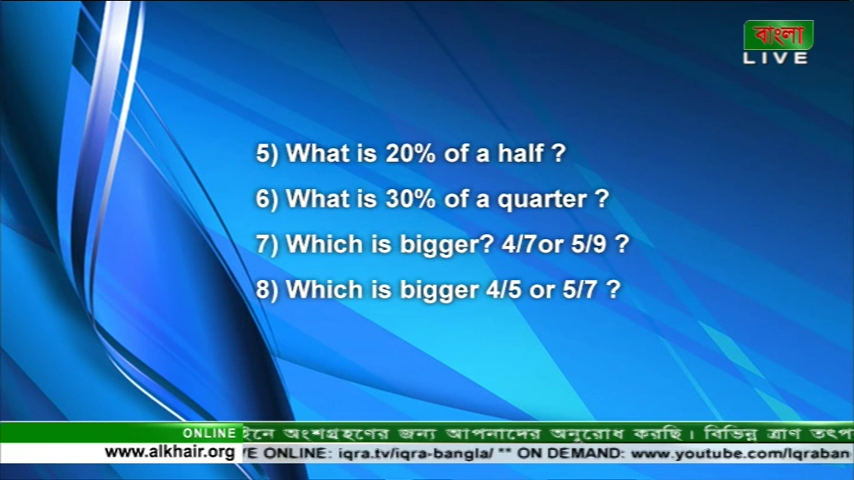 বাংলা
LIVE
5) What is 20% of a half ?
6) What is 30% of a quarter ?
7) Which is bigger? 4/7or 5/9 ?
8) Which is bigger 4/5 or 5/7 ?
ONLINE
ইনে অংশগ্রহণের জন্য আপনাদের অনুরোধ করছি। বিভিন্ন ত্রাণ তৎপ
www.alkhair.org
VE ONLINE: iqra.tv/iqra-bangla/ ** ON DEMAND: www.youtube.com/Iqraban